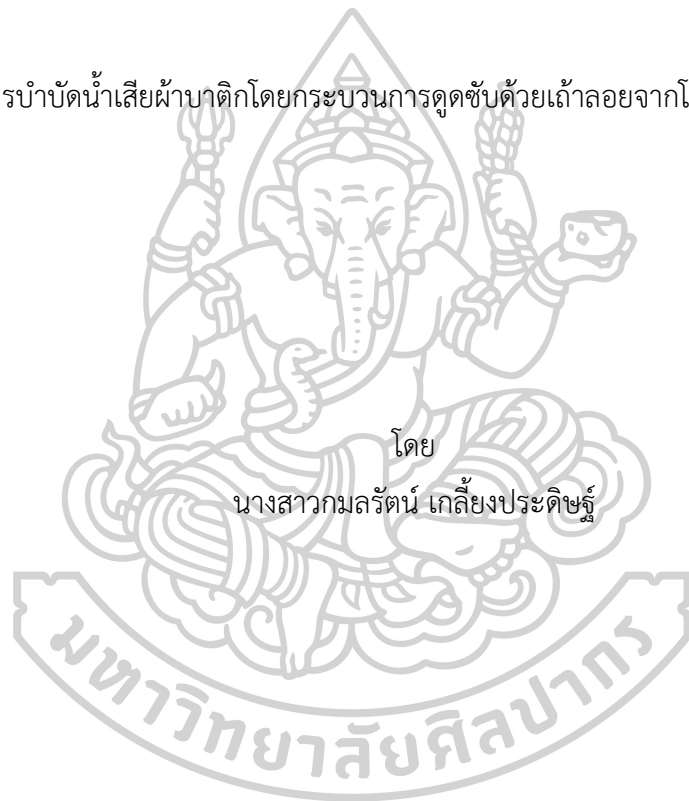 รบำบัดน้ำเสียผ้าบาติกโดยกระบวนการดูดซับด้วยเถ้าลอยจากโ
โดย
นางสาวกมลรัตน์ เกลี้ยงประดิษฐ์
มหาวิทยาลัยศิลปากร